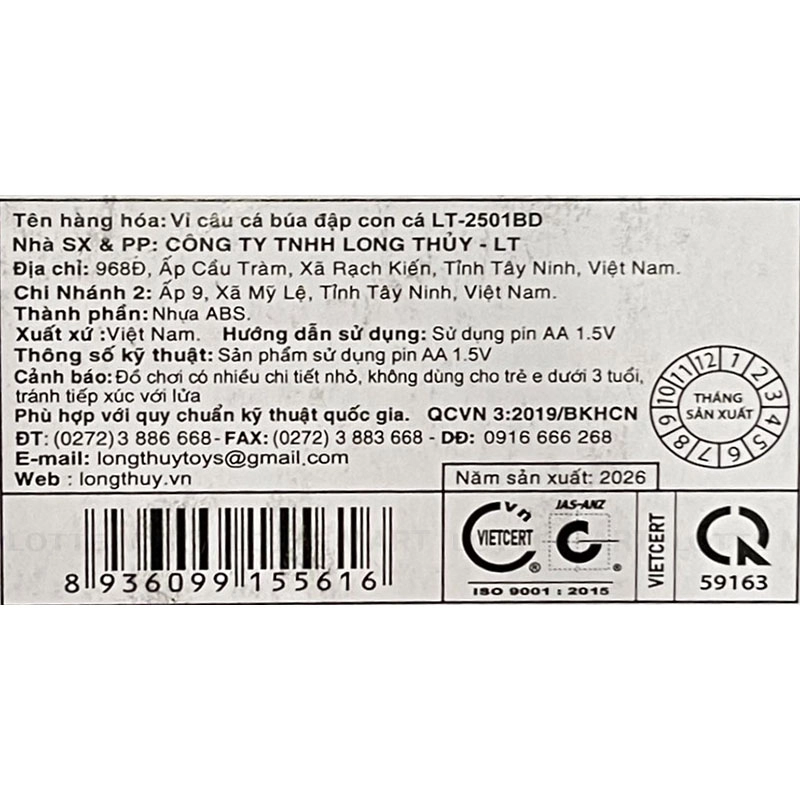 Tên hàng hóa: Vỉ câu cá búa đập con cá LT-2501BD
Nhà SX & PP: CÔNG TY TNHH LONG THỦY - LT
Địa chỉ: 968Đ, Ấp Cầu Tràm, Xã Rạch Kiến, Tỉnh Tây Ninh, Việt Nam.
Chi Nhánh 2: Ấp 9, Xã Mỹ Lệ, Tỉnh Tây Ninh, Việt Nam.
Thành phần: Nhựa ABS.
Xuất xứ :Việt Nam. Hướng dẫn sử dụng: Sử dụng pin AA 1.5V
Thông số kỹ thuật: Sản phẩm sử dụng pin AA 1.5V
Cảnh báo: Đồ chơi có nhiều chi tiết nhỏ, không dùng cho trẻ e dưới 3 tuổi,
tránh tiếp xúc với lửa
Phù hợp với quy chuẩn kỹ thuật quốc gia. QCVN 3:2019/BKHCN
ĐT: (0272) 3 886 668 - FAX: (0272) 3 883 668 - DĐ: 0916 666 268
E-mail: longthuytoys@gmail.com
Web : longthuy.vn
1 2 3 4 5 6 7 8 9 10 11 12
THÁNG
SẢN XUẤT
Năm sản xuất: 2026
8 936099 155616
vn
VIETCERT
®
JAS-ANZ
C
®
ISO 9001 : 2015
VIETCERT
CR
59163